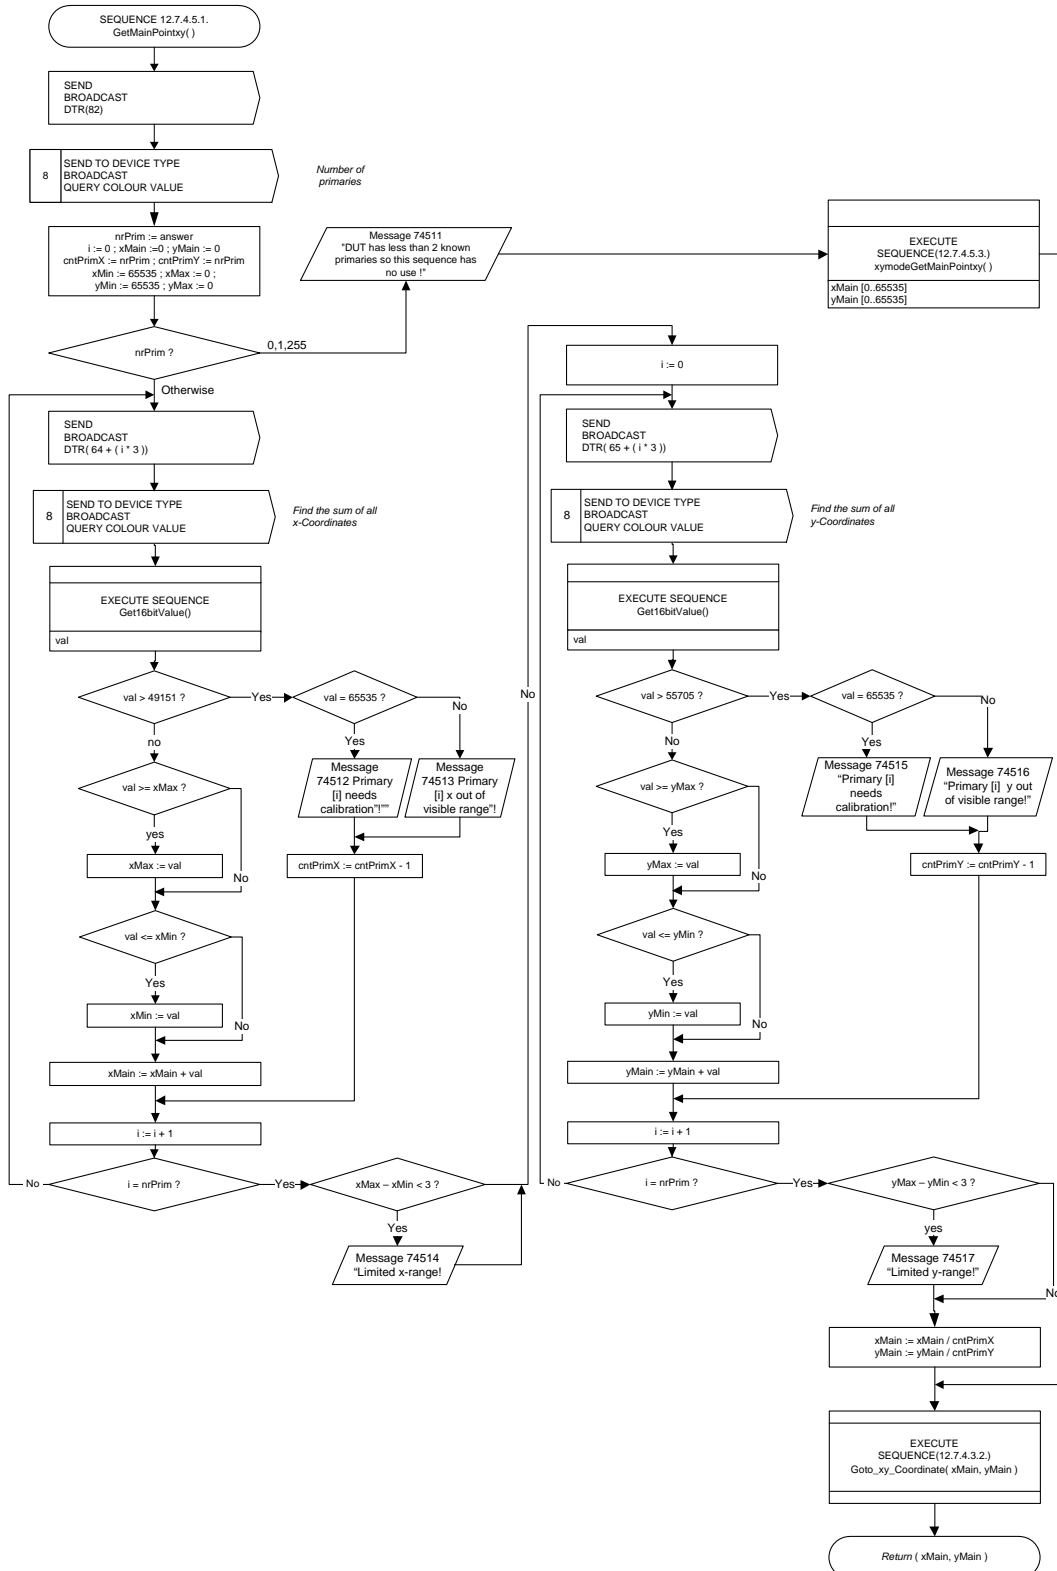 SEQUENCE 12.7.4.5.1.
GetMainPointxy( )
SEND
BROADCAST
DTR(82)
8
SEND TO DEVICE TYPE
BROADCAST
QUERY COLOUR VALUE
Number of
primaries
nrPrim := answer
i := 0 ; xMain :=0 ; yMain := 0
cntPrimX := nrPrim ; cntPrimY := nrPrim
xMin := 65535 ; xMax := 0 ;
yMin := 65535 ; yMax := 0
Message 74511
"DUT has less than 2 known
primaries so this sequence has
no use !"
EXECUTE
SEQUENCE(12.7.4.5.3.)
xymodeGetMainPointxy( )
xMain [0..65535]
yMain [0..65535]
nrPrim ?
0,1,255
Otherwise
SEND
BROADCAST
DTR( 64 + ( i * 3 ))
8
SEND TO DEVICE TYPE
BROADCAST
QUERY COLOUR VALUE
Find the sum of all
x-Coordinates
EXECUTE SEQUENCE
Get16bitValue()
val
val > 49151 ?
Yes
val = 65535 ?
No
Yes
no
Message
74512 Primary
[i] needs
calibration"!""
Message
74513 Primary
[i] x out of
visible range"!
val >= xMax ?
yes
xMax := val
No
cntPrimX := cntPrimX - 1
val <= xMin ?
Yes
xMin := val
No
xMain := xMain + val
i := i + 1
i = nrPrim ?
No
Yes
xMax – xMin < 3 ?
Yes
Message 74514
“Limited x-range!
No
i := 0
SEND
BROADCAST
DTR( 65 + ( i * 3 ))
8
SEND TO DEVICE TYPE
BROADCAST
QUERY COLOUR VALUE
Find the sum of all
y-Coordinates
EXECUTE SEQUENCE
Get16bitValue()
val
val > 55705 ?
Yes
val = 65535 ?
No
Yes
No
Message 74515
“Primary [i]
needs
calibration!”
Message 74516
“Primary [i] y out
of visible range!”
val >= yMax ?
Yes
yMax := val
No
cntPrimY := cntPrimY - 1
val <= yMin ?
Yes
yMin := val
No
yMain := yMain + val
i := i + 1
i = nrPrim ?
No
Yes
yMax – yMin < 3 ?
yes
Message 74517
“Limited y-range!”
No
xMain := xMain / cntPrimX
yMain := yMain / cntPrimY
EXECUTE
SEQUENCE(12.7.4.3.2.)
Goto_xy_Coordinate( xMain, yMain )
Return ( xMain, yMain )